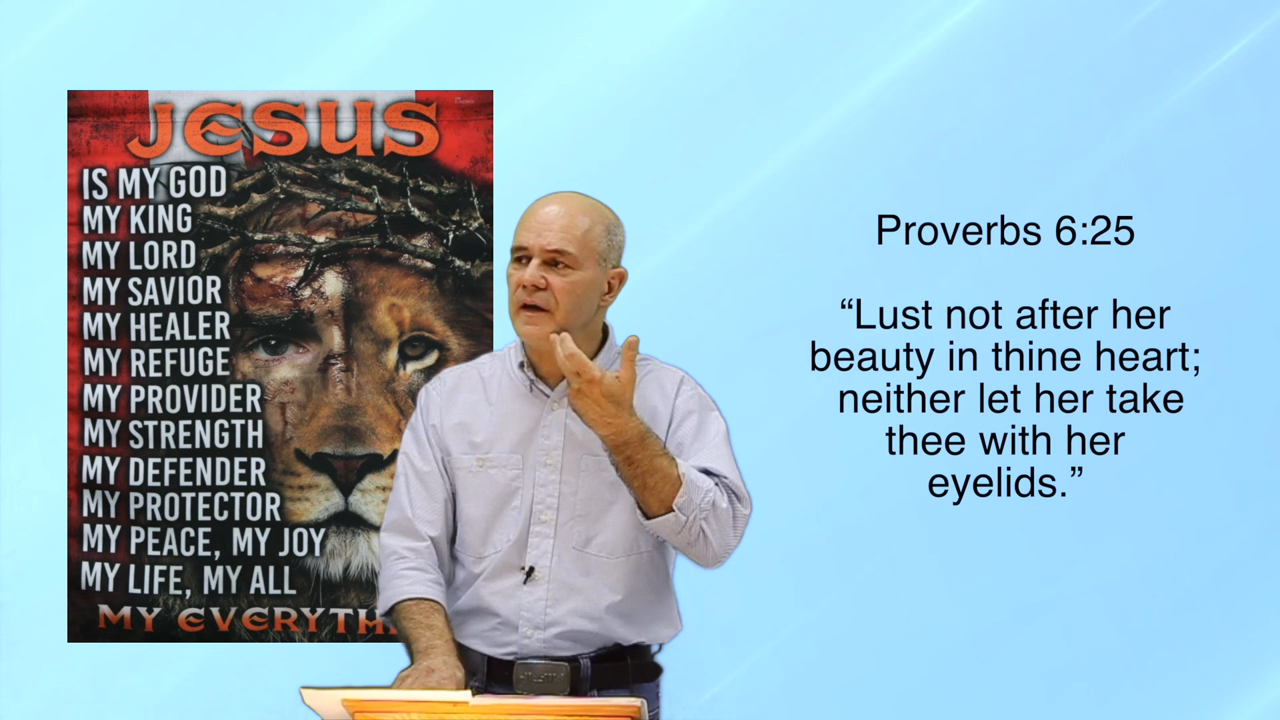 JESUS
IS MY GOD
MY KING
MY LORD
MY SAVIOR
MY HEALER
MY REFUGE
MY PROVIDER
MY STRENGTH
MY DEFENDER
MY PROTECTOR
MY PEACE, MY JOY
MY LIFE, MY ALL
MY EVERYTHI
Proverbs 6:25
“Lust not after her
beauty in thine heart;
neither let her take
thee with her
eyelids.”